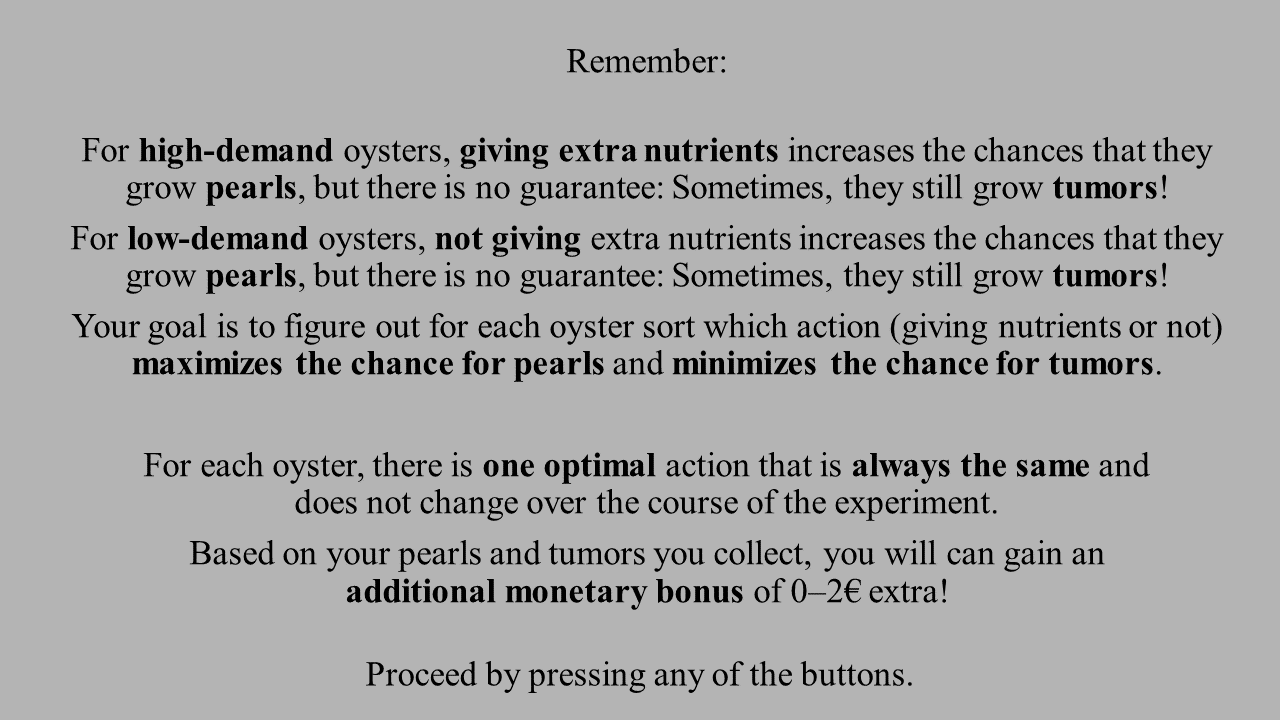 Remember:
For high-demand oysters, giving extra nutrients increases the chances that they
grow pearls, but there is no guarantee: Sometimes, they still grow tumors!
For low-demand oysters, not giving extra nutrients increases the chances that they
grow pearls, but there is no guarantee: Sometimes, they still grow tumors!
Your goal is to figure out for each oyster sort which action (giving nutrients or not)
maximizes the chance for pearls and minimizes the chance for tumors.
For each oyster, there is one optimal action that is always the same and
does not change over the course of the experiment.
Based on your pearls and tumors you collect, you will can gain an
additional monetary bonus of 0–2€ extra!
Proceed by pressing any of the buttons.